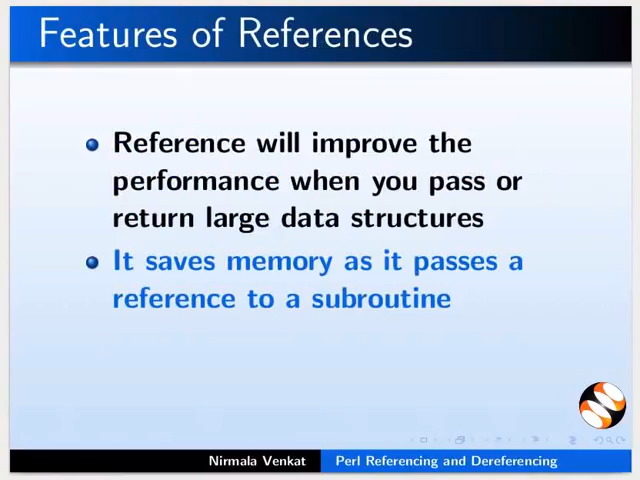 Features of References
Reference will improve the
performance when you pass or
return large data structures
It saves memory as it passes a
reference to a subroutine
Nirmala Venkat
Perl Referencing and Dereferencing